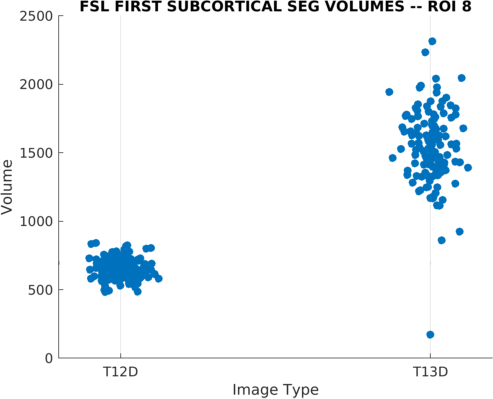 FSL FIRST SUBCORTICAL SEG VOLUMES -- ROI 8
2500
2000
1500
1000
500
0
Volume
T12D T13D
Image Type